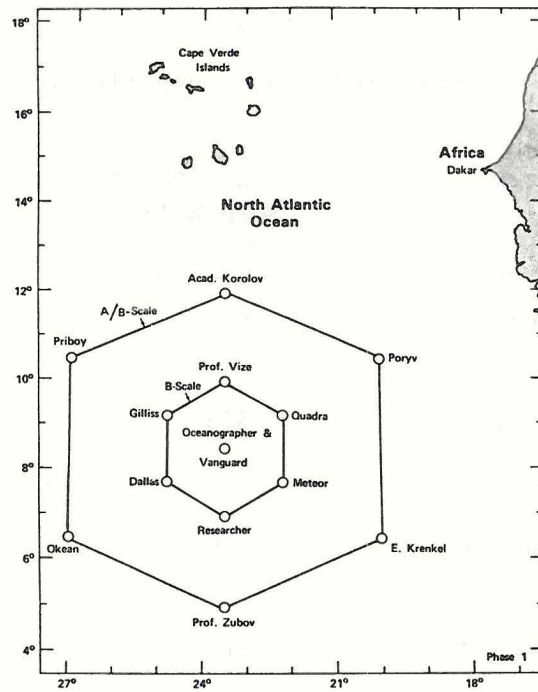 18°
Cape Verde
Islands
16°
Africa
Dakar
14°
North Atlantic
Ocean
12°
Acad. Korolov
A/B-Scale
Priboy
Poryv
10°
Prof. Vize
B-Scale
Gilliss
Quadra
Oceanographer &
Vanguard
8°
Dallas
Meteor
Researcher
Okean
E. Krenkel
6°
Prof. Zubov
Phase 1
4°
27°
24°
21°
18°